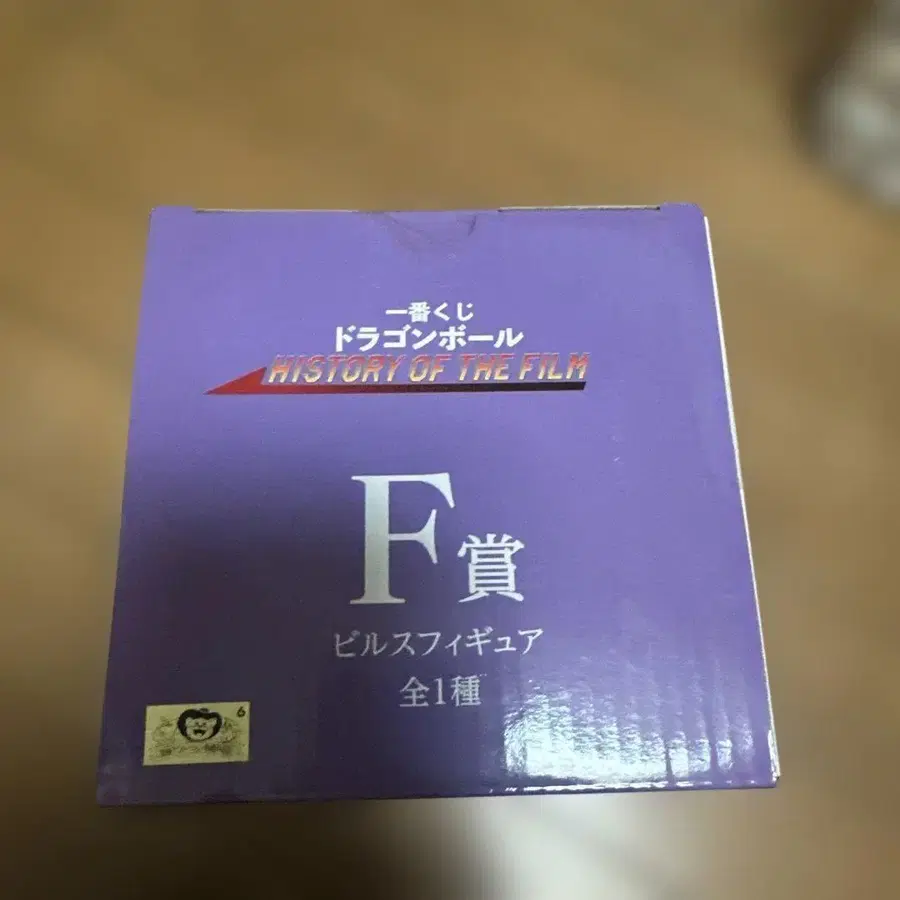 一番くじ
ドラゴンボール
HISTORY OF THE FILM
F賞
ビルスフィギュア
全1種
6